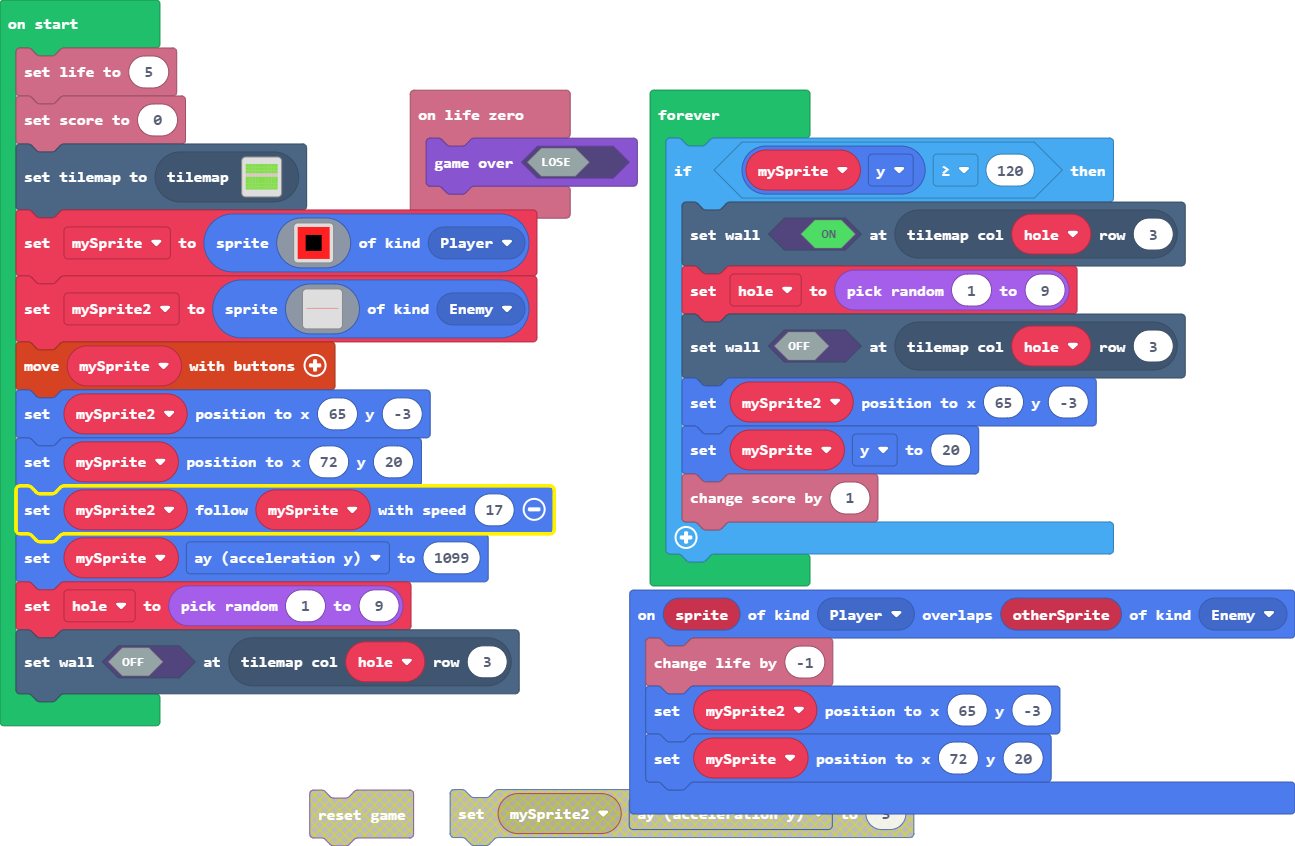 on start
set life to 5
set score to 0
set tilemap to tilemap
set mySprite to sprite of kind Player
set mySprite2 to sprite of kind Enemy
move mySprite with buttons
set mySprite2 position to x 65 y -3
set mySprite position to x 72 y 20
set mySprite2 follow mySprite with speed 17
set mySprite ay (acceleration y) to 1099
set hole to pick random 1 to 9
set wall OFF at tilemap col hole row 3
on life zero
game over LOSE
forever
if mySprite y ≥ 120 then
set wall ON at tilemap col hole row 3
set hole to pick random 1 to 9
set wall OFF at tilemap col hole row 3
set mySprite2 position to x 65 y -3
set mySprite y to 20
change score by 1
on sprite of kind Player overlaps otherSprite of kind Enemy
change life by -1
set mySprite2 position to x 65 y -3
set mySprite position to x 72 y 20
reset game
set mySprite2 ay (acceleration y) to 3